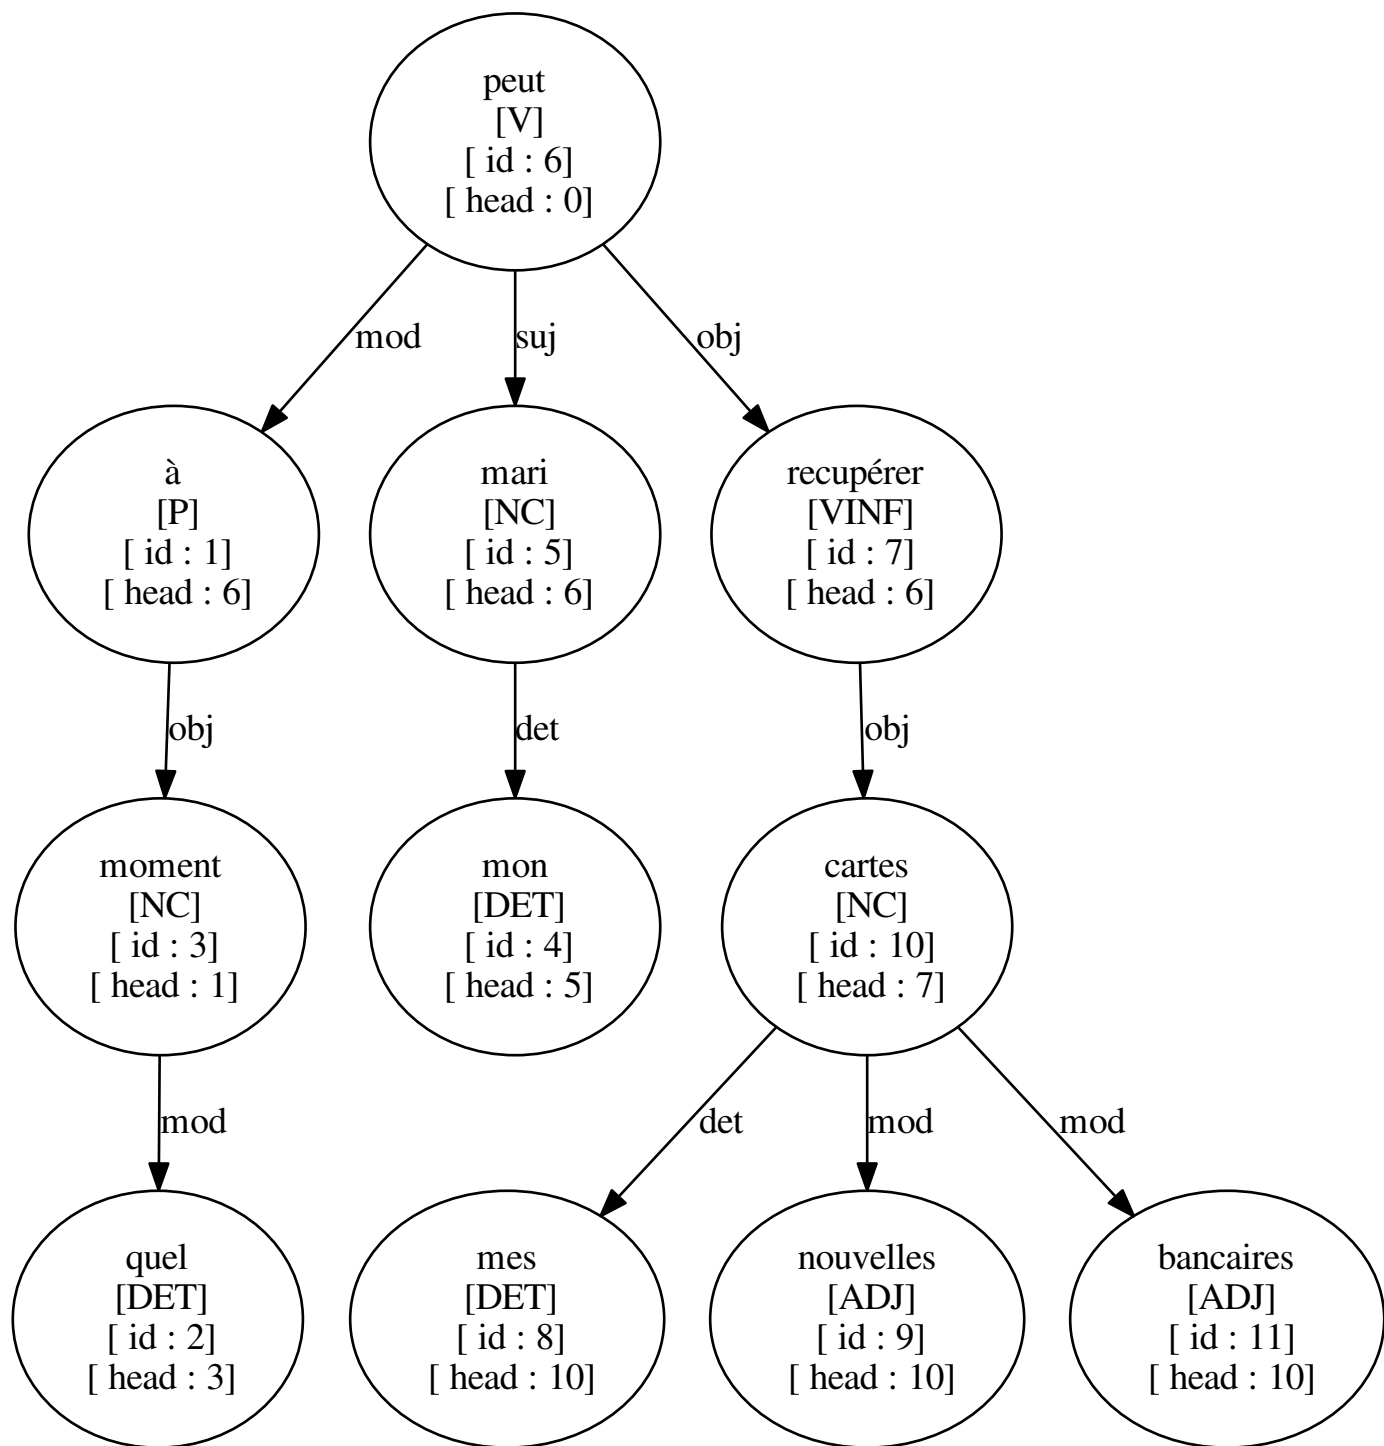 peut
[V]
[ id : 6]
[ head : 0]
mod
suj
obj
à
[P]
[ id : 1]
[ head : 6]
mari
[NC]
[ id : 5]
[ head : 6]
recupérer
[VINF]
[ id : 7]
[ head : 6]
obj
det
obj
moment
[NC]
[ id : 3]
[ head : 1]
mon
[DET]
[ id : 4]
[ head : 5]
cartes
[NC]
[ id : 10]
[ head : 7]
mod
det
mod
mod
quel
[DET]
[ id : 2]
[ head : 3]
mes
[DET]
[ id : 8]
[ head : 10]
nouvelles
[ADJ]
[ id : 9]
[ head : 10]
bancaires
[ADJ]
[ id : 11]
[ head : 10]